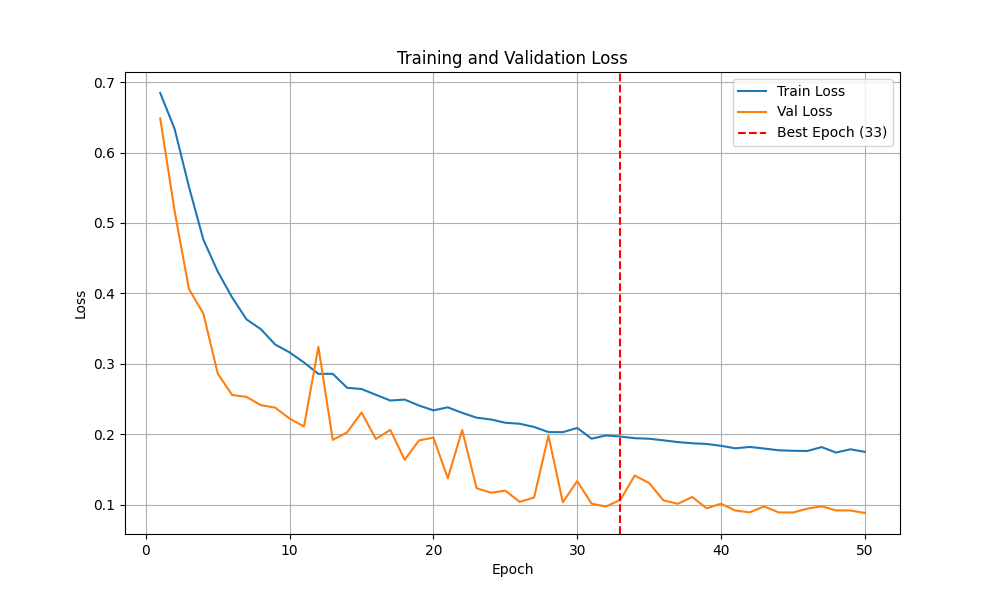 Training and Validation Loss
Train Loss
Val Loss
Best Epoch (33)
0.7
0.6
0.5
0.4
0.3
0.2
0.1
Loss
0 10 20 30 40 50
Epoch